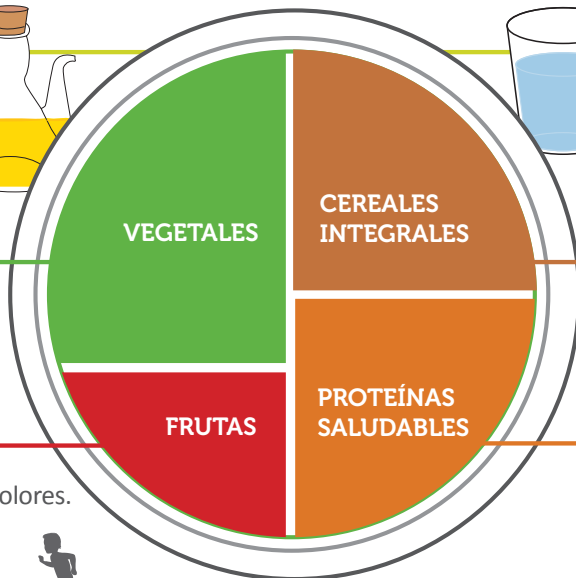 VEGETALES
CEREALES
INTEGRALES
FRUTAS
PROTEÍNAS
SALUDABLES
olores.